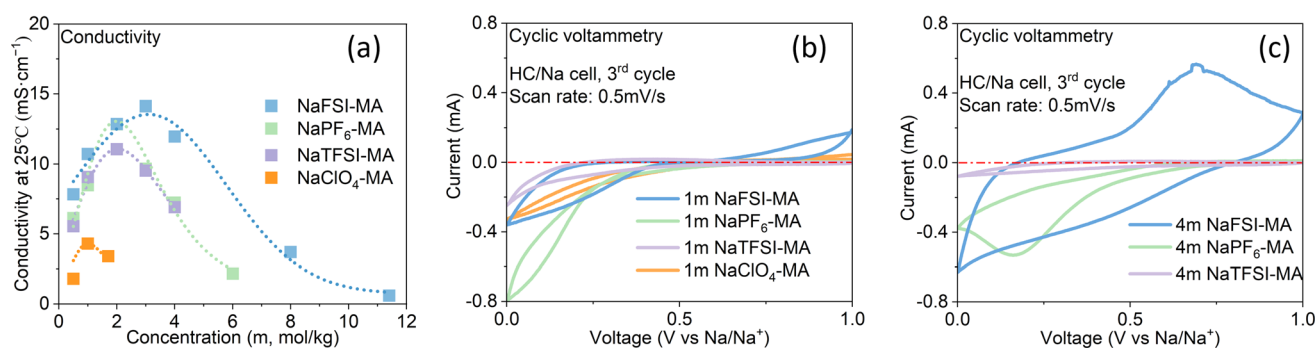 Conductivity
(a)
Conductivity at 25℃ (mS·cm⁻¹)
20
15
10
5
0
NaFSI-MA
NaPF₆-MA
NaTFSI-MA
NaClO₄-MA
0 2 4 6 8 10 12 14
Concentration (m, mol/kg)
Cyclic voltammetry
(b)
HC/Na cell, 3ʳᵈ cycle
Scan rate: 0.5mV/s
Current (mA)
0.8
0.4
0.0
-0.4
-0.8
1m NaFSI-MA
1m NaPF₆-MA
1m NaTFSI-MA
1m NaClO₄-MA
0.0 0.5 1.0
Voltage (V vs Na/Na⁺)
Cyclic voltammetry
(c)
HC/Na cell, 3ʳᵈ cycle
Scan rate: 0.5mV/s
Current (mA)
0.8
0.4
0.0
-0.4
-0.8
4m NaFSI-MA
4m NaPF₆-MA
4m NaTFSI-MA
0.0 0.5 1.0
Voltage (V vs Na/Na⁺)